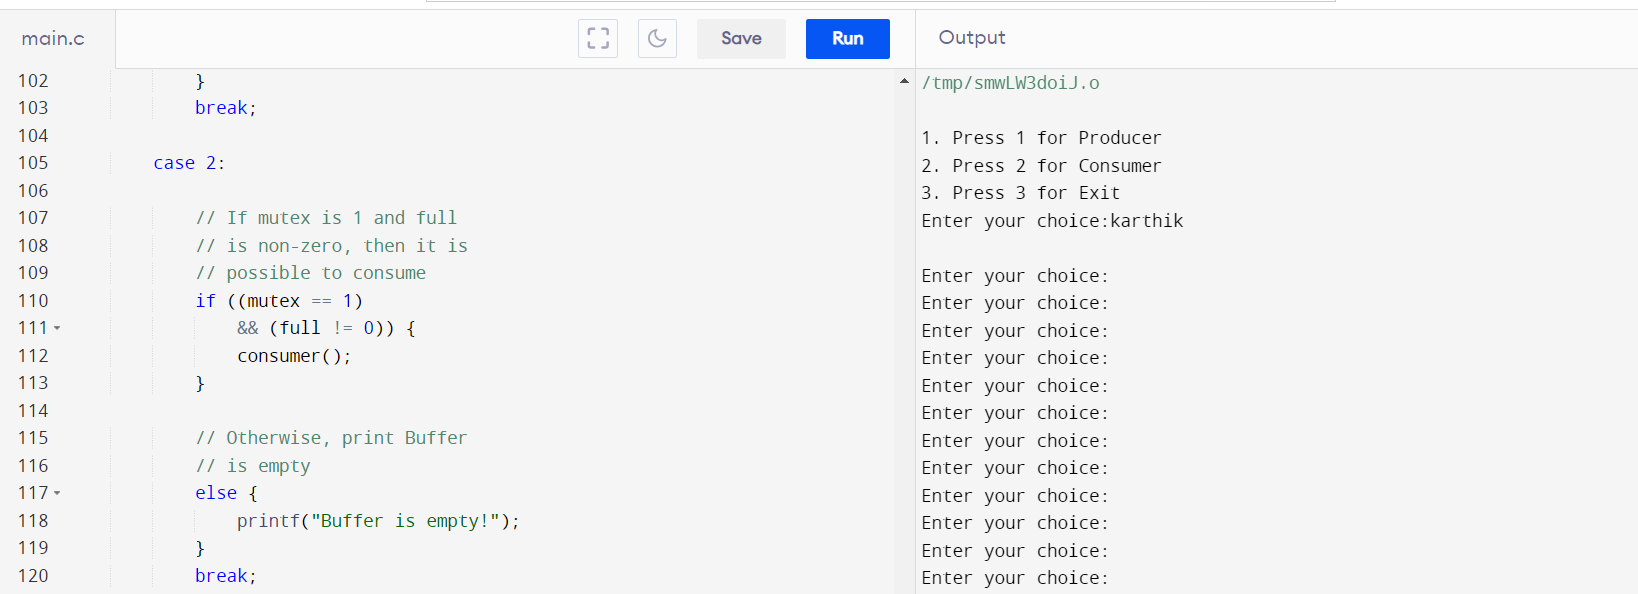 main.c
Save
Run
Output
102 }
103 break;
104
105 case 2:
106
107 // If mutex is 1 and full
108 // is non-zero, then it is
109 // possible to consume
110 if ((mutex == 1)
111 && (full != 0)) {
112 consumer();
113 }
114
115 // Otherwise, print Buffer
116 // is empty
117 else {
118 printf("Buffer is empty!");
119 }
120 break;
/tmp/smwLW3doiJ.o
1. Press 1 for Producer
2. Press 2 for Consumer
3. Press 3 for Exit
Enter your choice:karthik
Enter your choice:
Enter your choice:
Enter your choice:
Enter your choice:
Enter your choice:
Enter your choice:
Enter your choice:
Enter your choice:
Enter your choice:
Enter your choice:
Enter your choice:
Enter your choice: